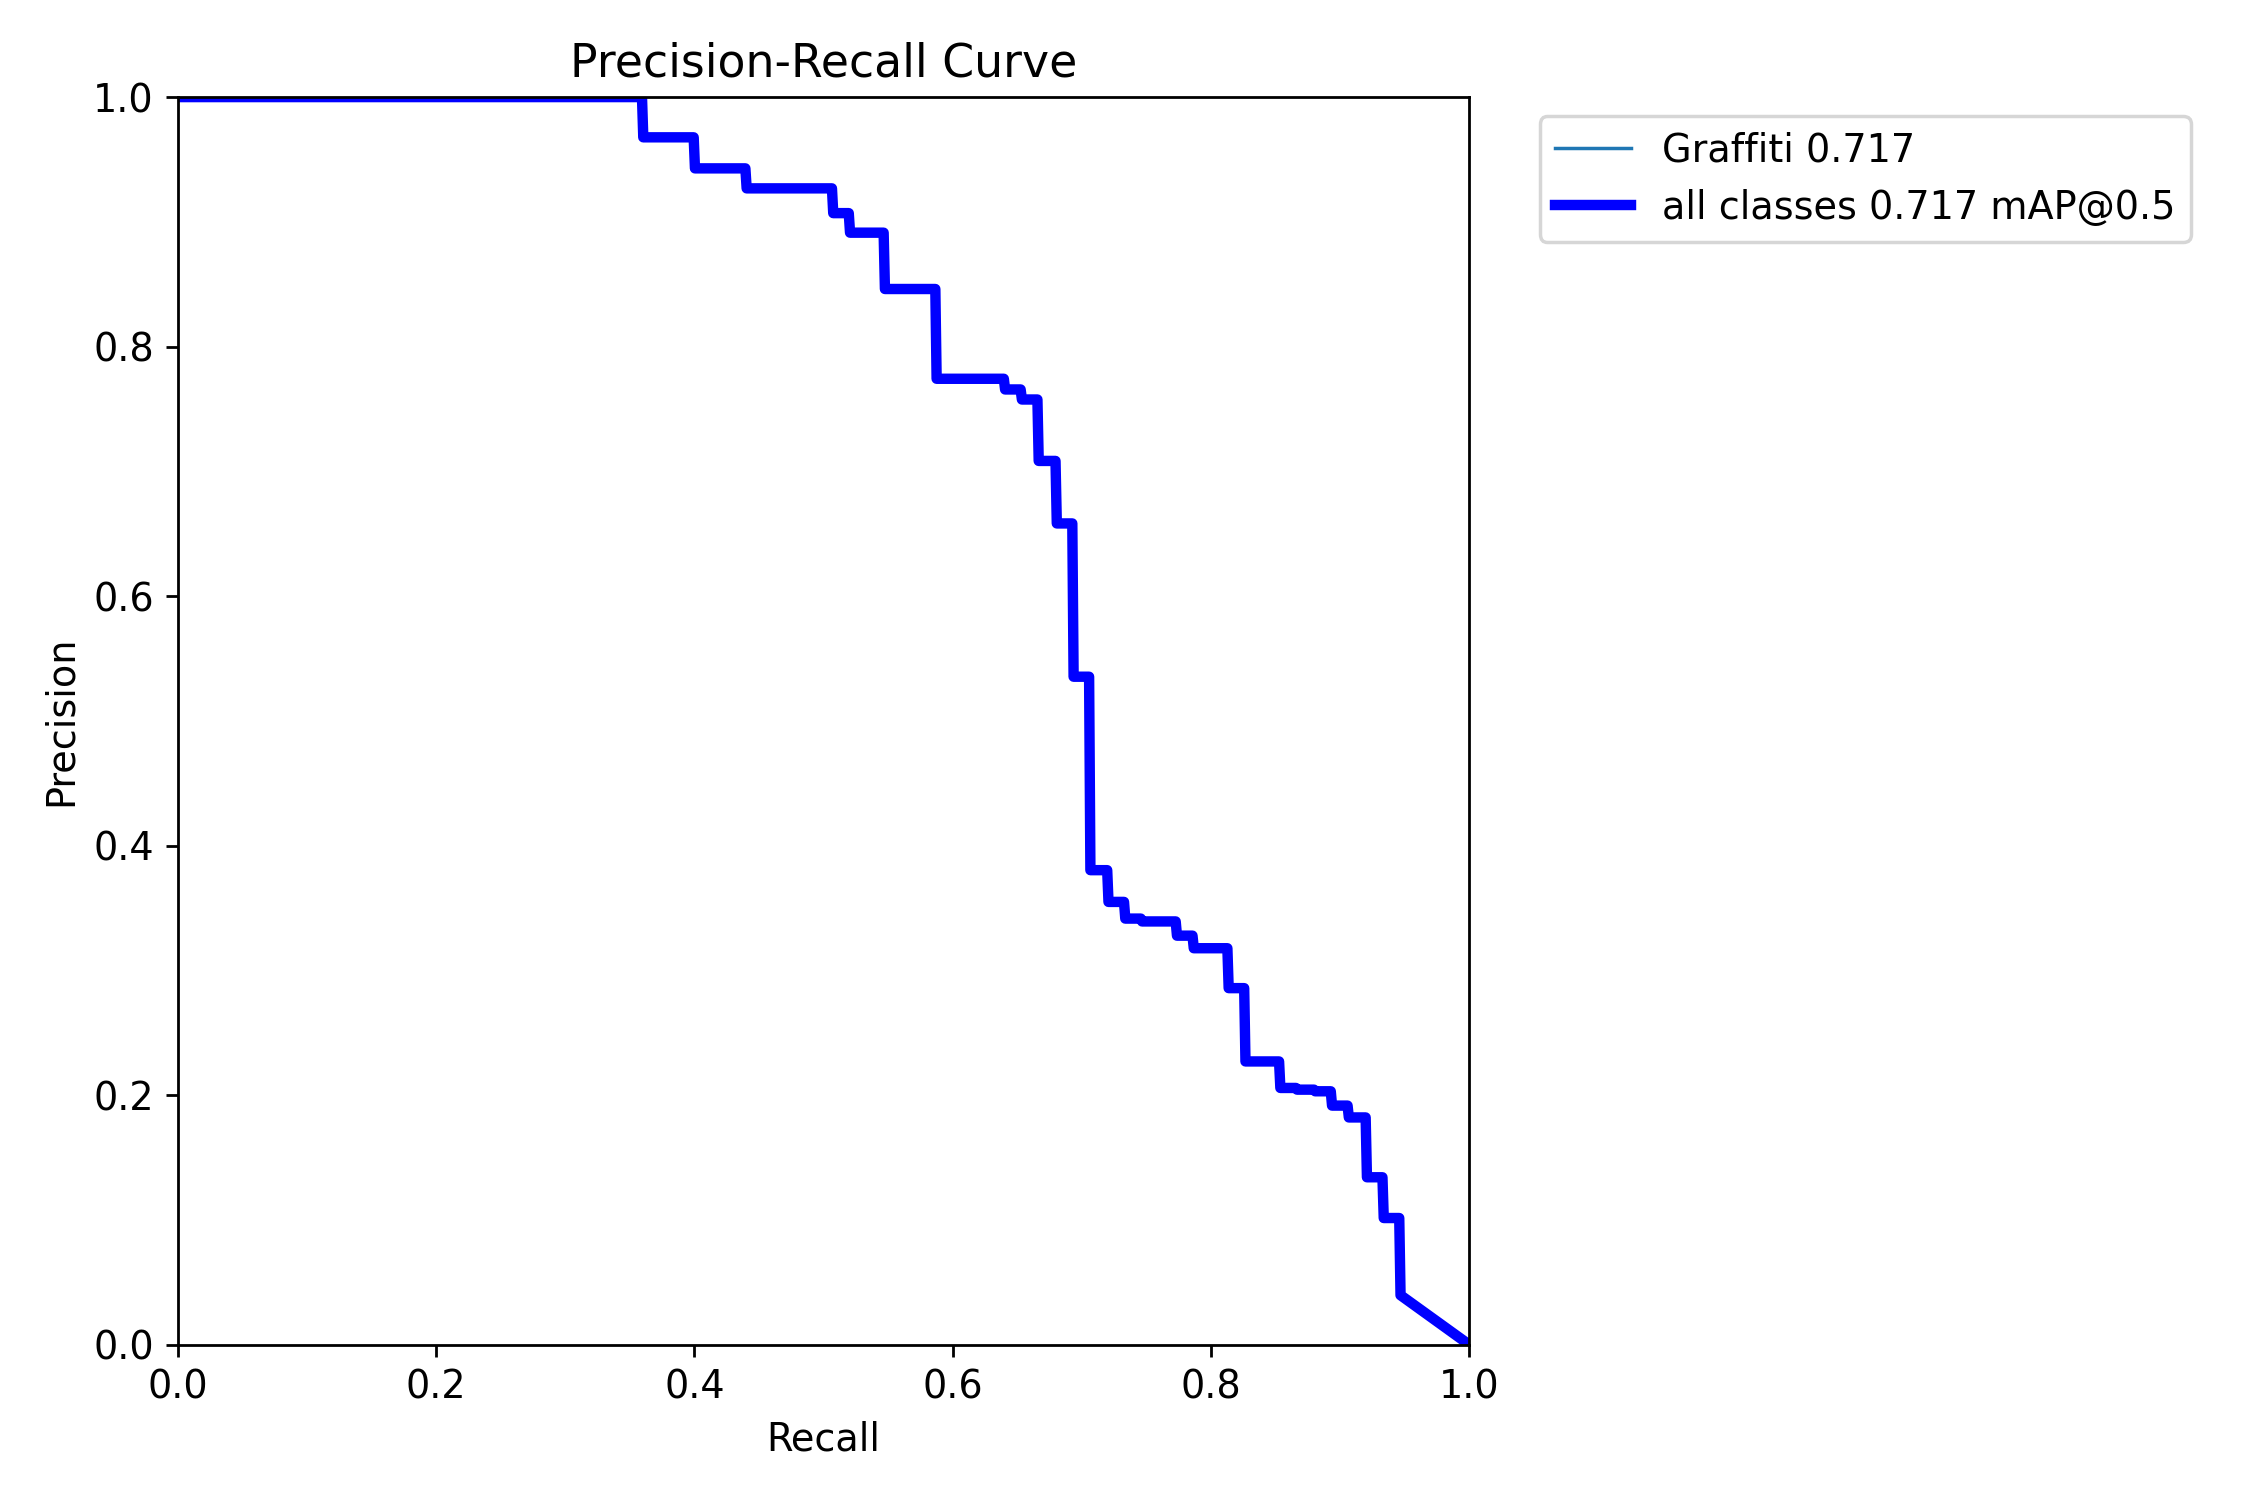 Precision-Recall Curve
1.0
0.8
0.6
0.4
0.2
0.0
Precision
0.0 0.2 0.4 0.6 0.8 1.0
Recall
Graffiti 0.717
all classes 0.717 mAP@0.5